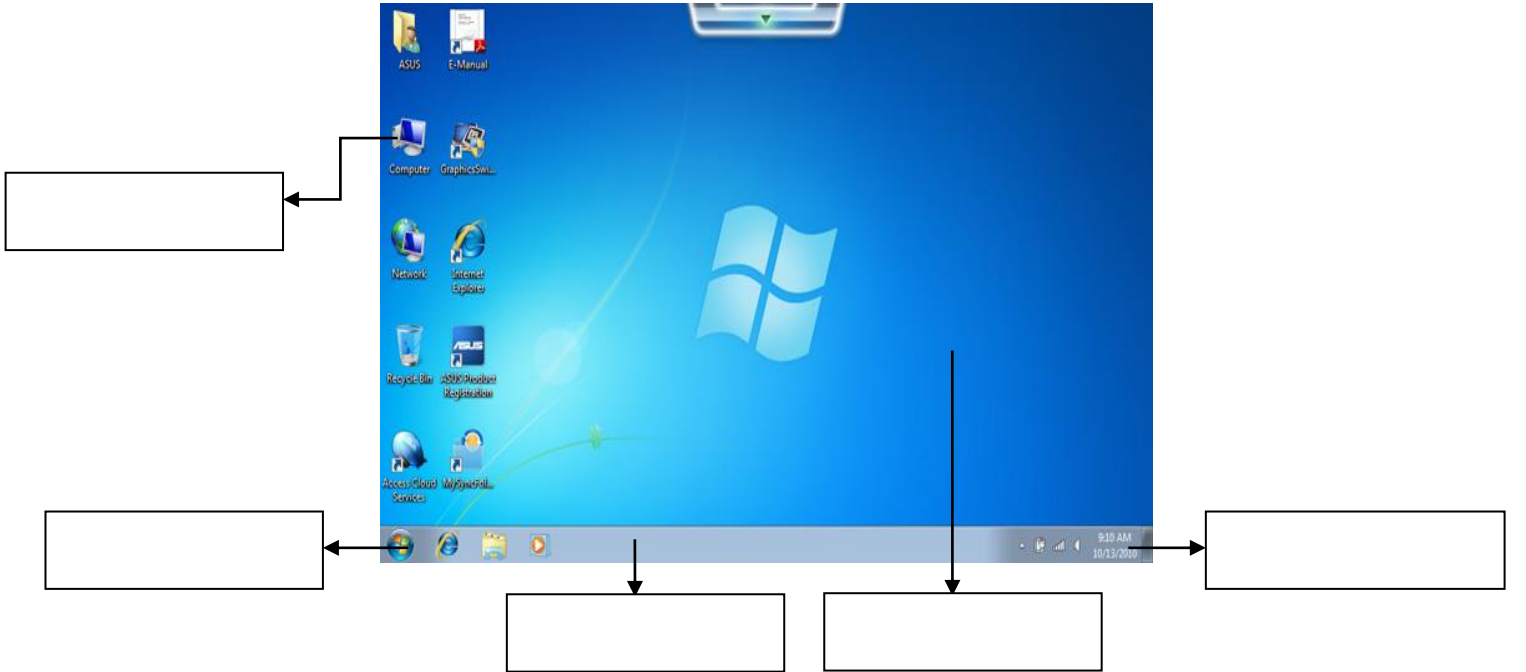 ASUS
E-Manual
Computer
GraphicsSwi...
Network
Internet
Explorer
Recycle Bin
/SUS
ASUS Product
Registration
Access Cloud
Services
MySyncFol...
9:10 AM
10/13/2010